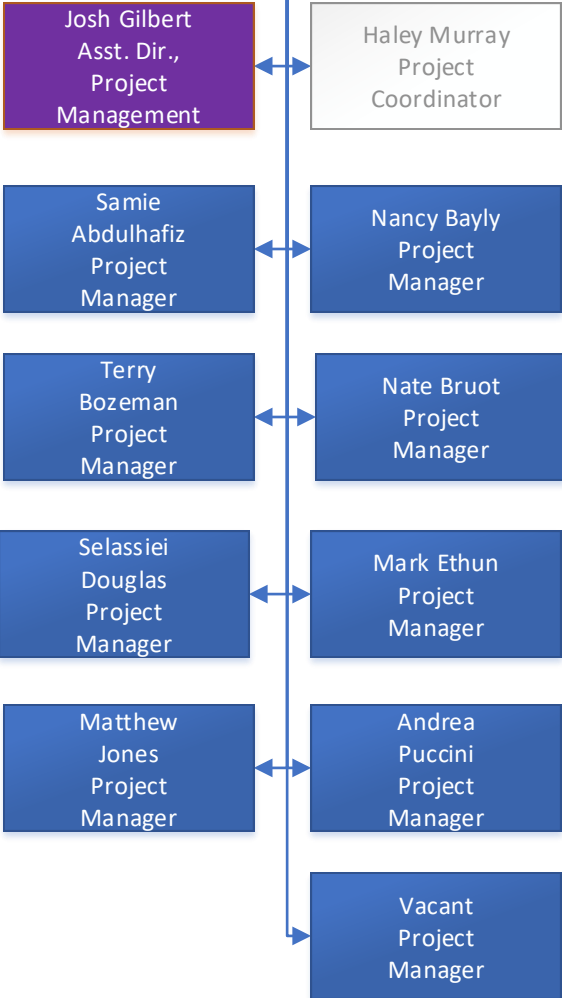 Josh Gilbert
Asst. Dir.,
Project
Management
Haley Murray
Project
Coordinator
Samie
Abdulhafiz
Project
Manager
Nancy Bayly
Project
Manager
Terry
Bozeman
Project
Manager
Nate Bruot
Project
Manager
Selassiei
Douglas
Project
Manager
Mark Ethun
Project
Manager
Matthew
Jones
Project
Manager
Andrea
Puccini
Project
Manager
Vacant
Project
Manager